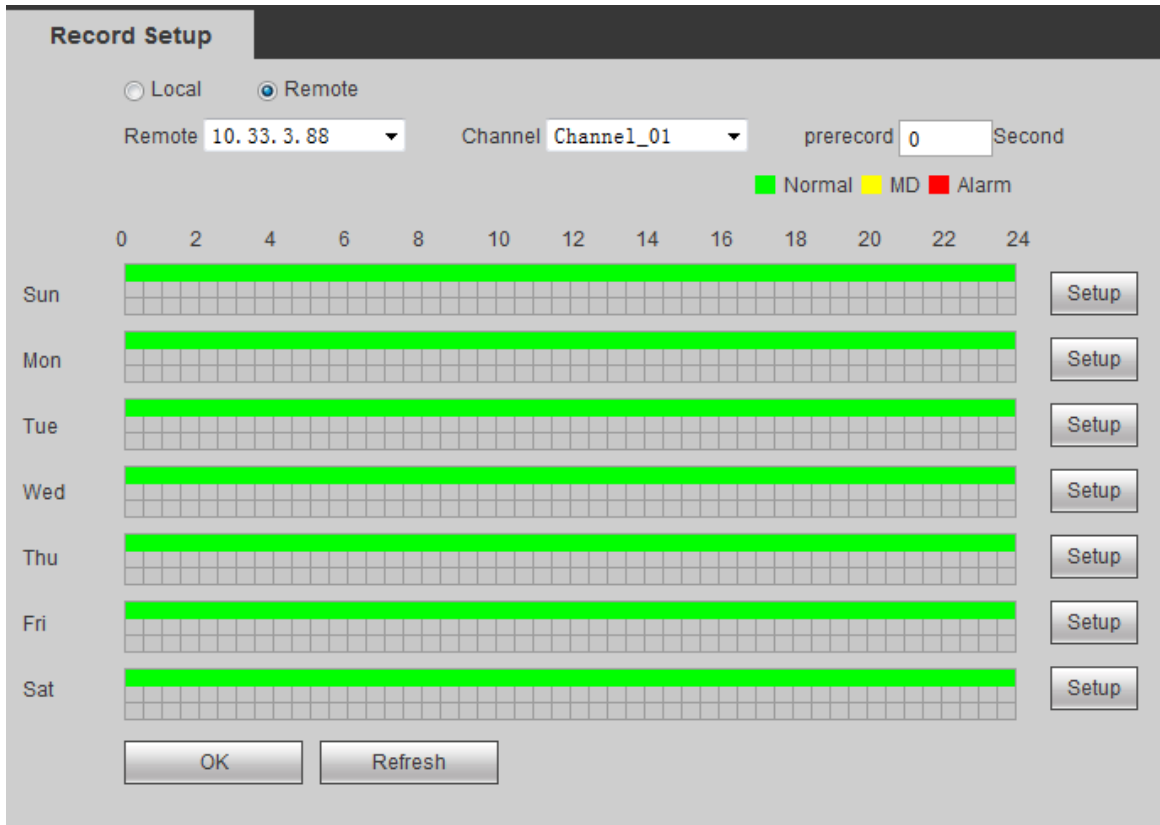 Record Setup
Local Remote
Remote 10.33.3.88 Channel Channel_01 prerecord 0 Second
Normal MD Alarm
0 2 4 6 8 10 12 14 16 18 20 22 24
Sun Setup
Mon Setup
Tue Setup
Wed Setup
Thu Setup
Fri Setup
Sat Setup
OK Refresh